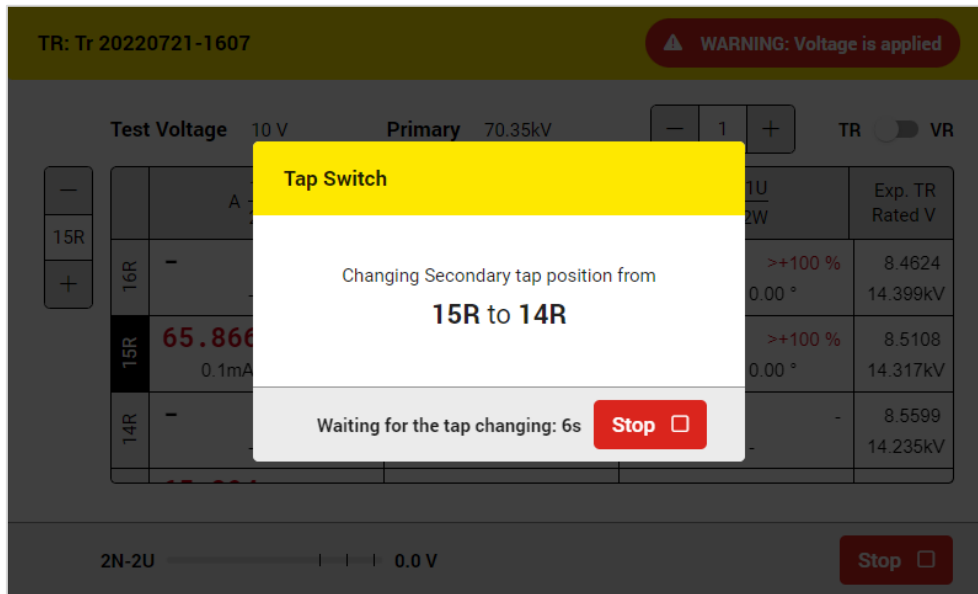 TR: Tr 20220721-1607
WARNING: Voltage is applied
Test Voltage 10 V Primary 70.35kV — 1 + TR VR
—
15R
+
A
1U
2W
Exp. TR
Rated V
16R - >+100 % 8.4624
0.00 ° 14.399kV
15R 65.866 >+100 % 8.5108
0.1mA 0.00 ° 14.317kV
14R - - 8.5599
- 14.235kV
Tap Switch
Changing Secondary tap position from
15R to 14R
Waiting for the tap changing: 6s
Stop
2N-2U 0.0 V
Stop